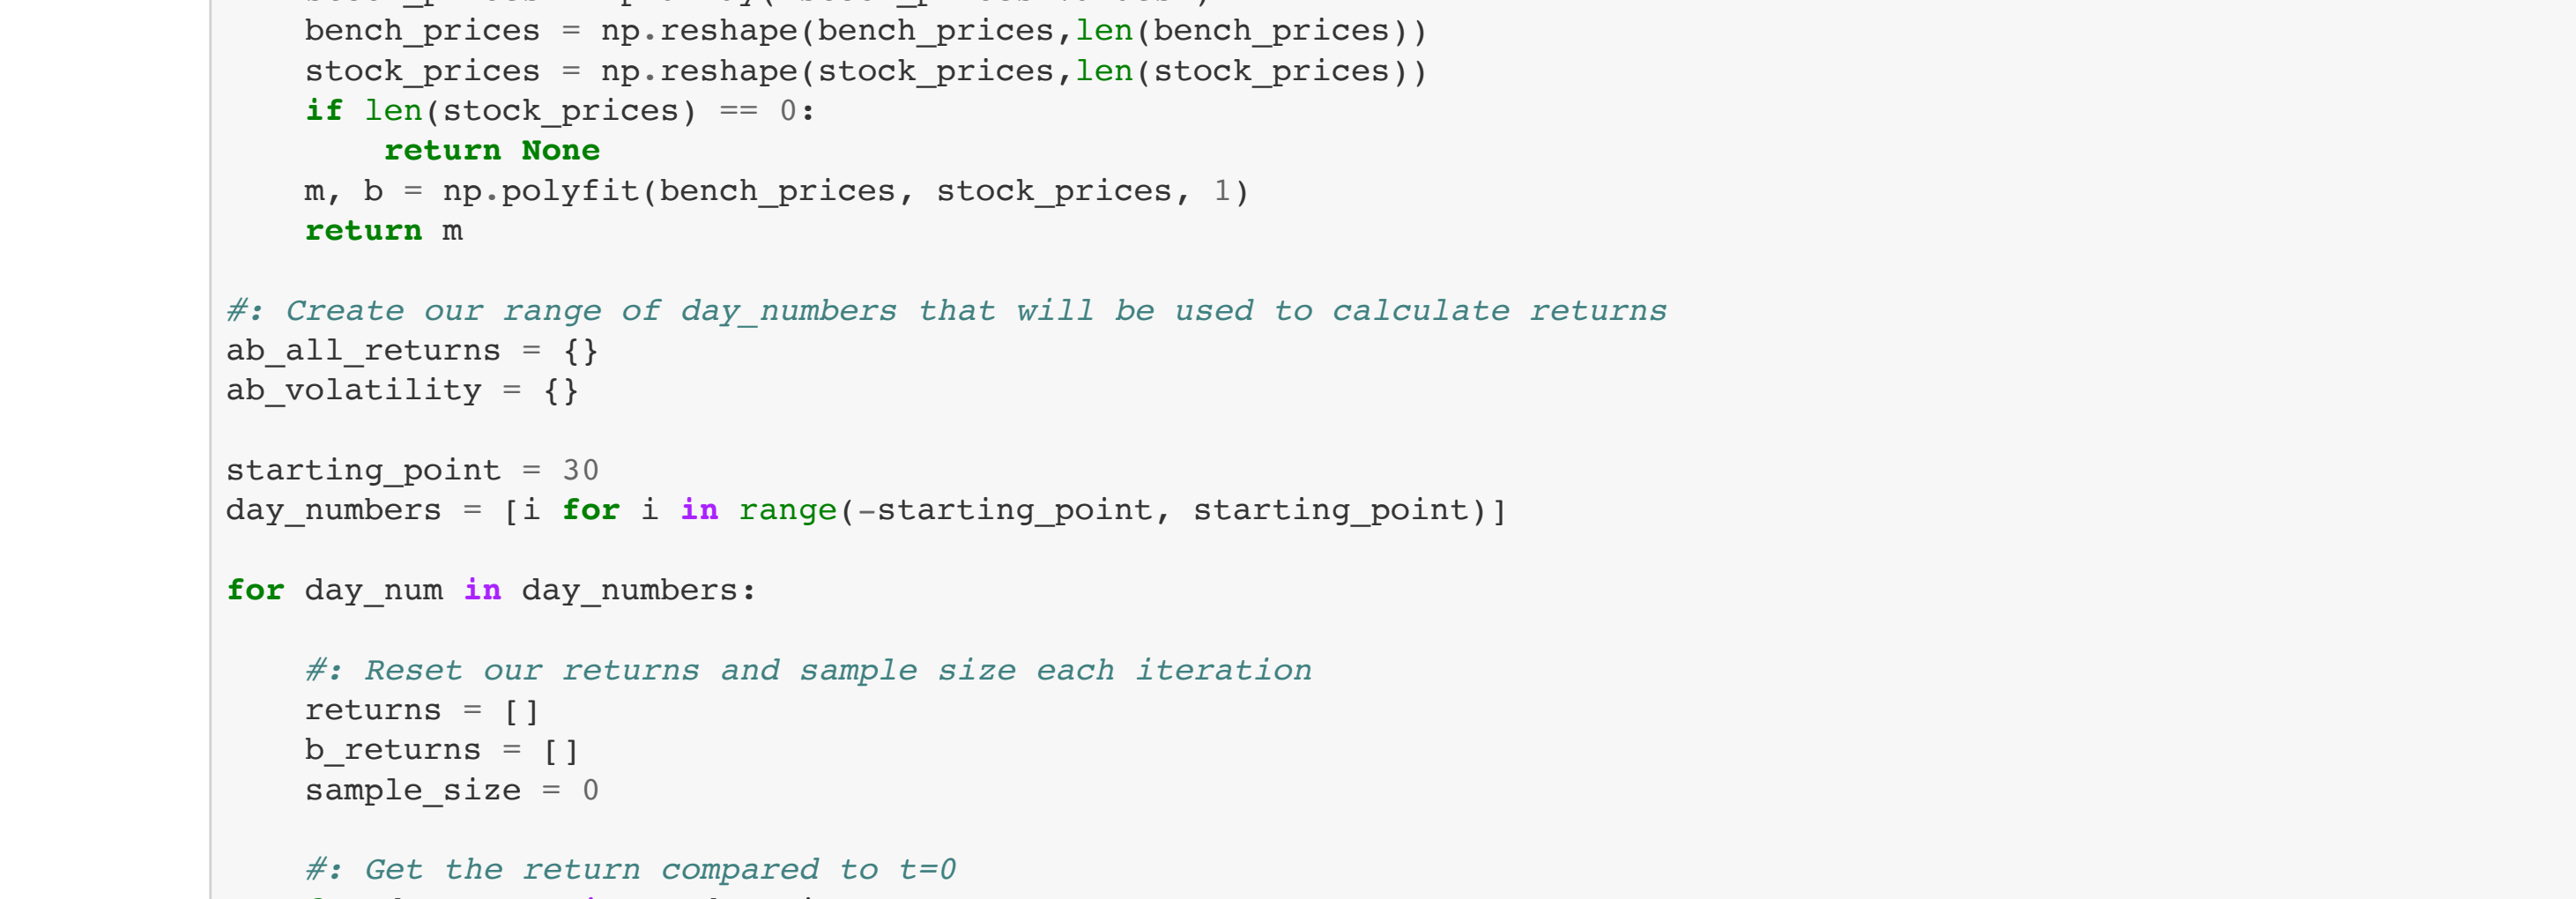 bench_prices = np.reshape(bench_prices,len(bench_prices))
    stock_prices = np.reshape(stock_prices,len(stock_prices))
    if len(stock_prices) == 0:
        return None
    m, b = np.polyfit(bench_prices, stock_prices, 1)
    return m

#: Create our range of day_numbers that will be used to calculate returns
ab_all_returns = {}
ab_volatility = {}

starting_point = 30
day_numbers = [i for i in range(-starting_point, starting_point)]

for day_num in day_numbers:

    #: Reset our returns and sample size each iteration
    returns = []
    b_returns = []
    sample_size = 0

    #: Get the return compared to t=0